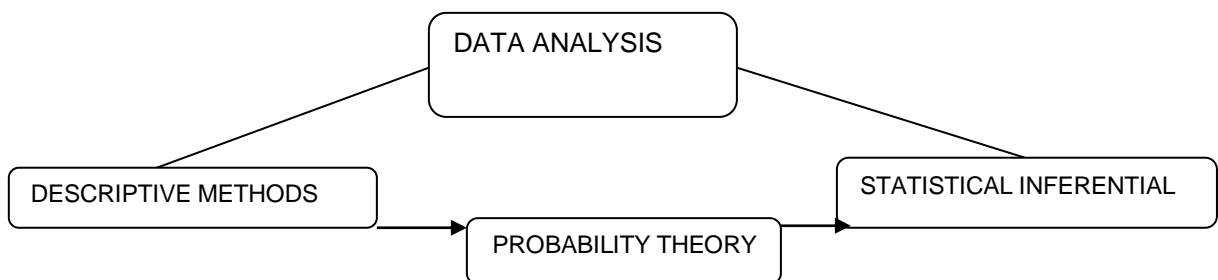 DATA ANALYSIS
DESCRIPTIVE METHODS
STATISTICAL INFERENTIAL
PROBABILITY THEORY